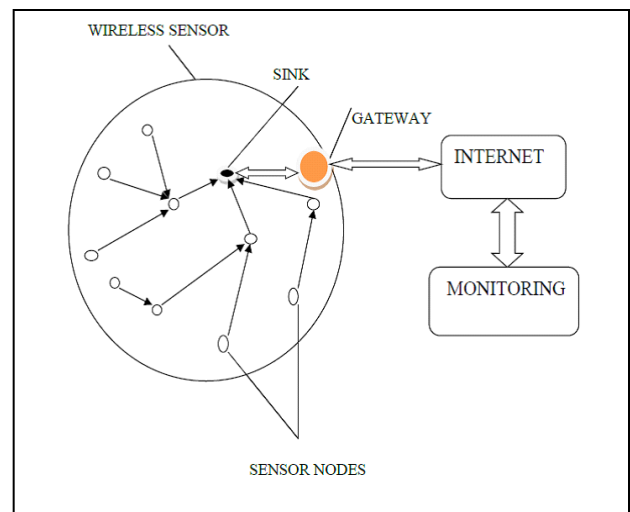 WIRELESS SENSOR
SINK
GATEWAY
INTERNET
MONITORING
SENSOR NODES